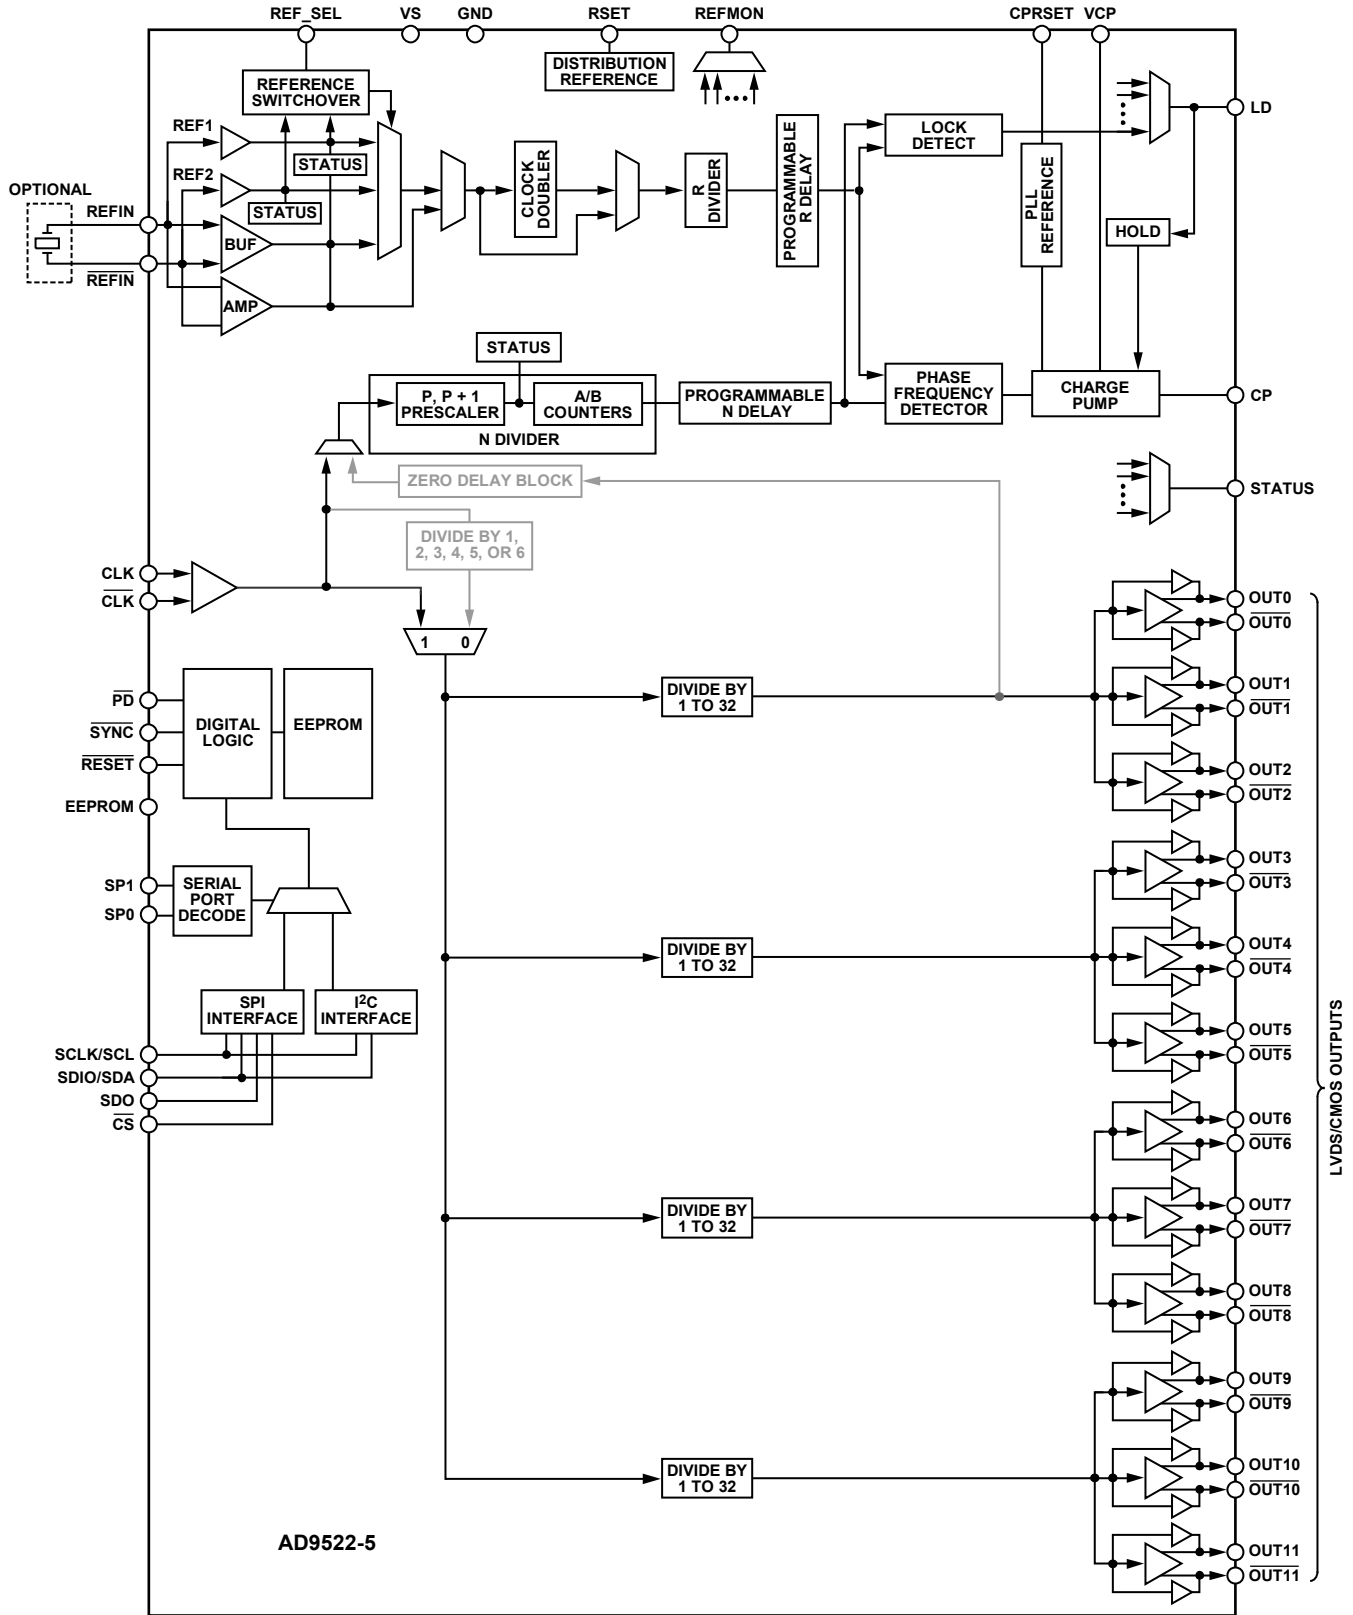 REF_SEL
VS
GND
RSET
REFMON
CPRSET
VCP
DISTRIBUTION
REFERENCE
REFERENCE
SWITCHOVER
REF1
STATUS
REF2
STATUS
OPTIONAL
REFIN
BUF
REFIN
AMP
CLOCK
DOUBLER
R
DIVIDER
PROGRAMMABLE
R DELAY
LOCK
DETECT
PLL
REFERENCE
LD
HOLD
STATUS
P, P + 1
PRESCALER
A/B
COUNTERS
N DIVIDER
PROGRAMMABLE
N DELAY
PHASE
FREQUENCY
DETECTOR
CHARGE
PUMP
CP
ZERO DELAY BLOCK
STATUS
DIVIDE BY 1,
2, 3, 4, 5, OR 6
CLK
CLK
1 0
OUT0
OUT0
DIVIDE BY
1 TO 32
OUT1
OUT1
OUT2
OUT2
PD
SYNC
RESET
DIGITAL
LOGIC
EEPROM
EEPROM
SP1
SP0
SERIAL
PORT
DECODE
OUT3
OUT3
DIVIDE BY
1 TO 32
OUT4
OUT4
OUT5
OUT5
SPI
INTERFACE
I2C
INTERFACE
SCLK/SCL
SDIO/SDA
SDO
CS
OUT6
OUT6
DIVIDE BY
1 TO 32
OUT7
OUT7
OUT8
OUT8
LVDS/CMOS OUTPUTS
OUT9
OUT9
DIVIDE BY
1 TO 32
OUT10
OUT10
OUT11
OUT11
AD9522-5